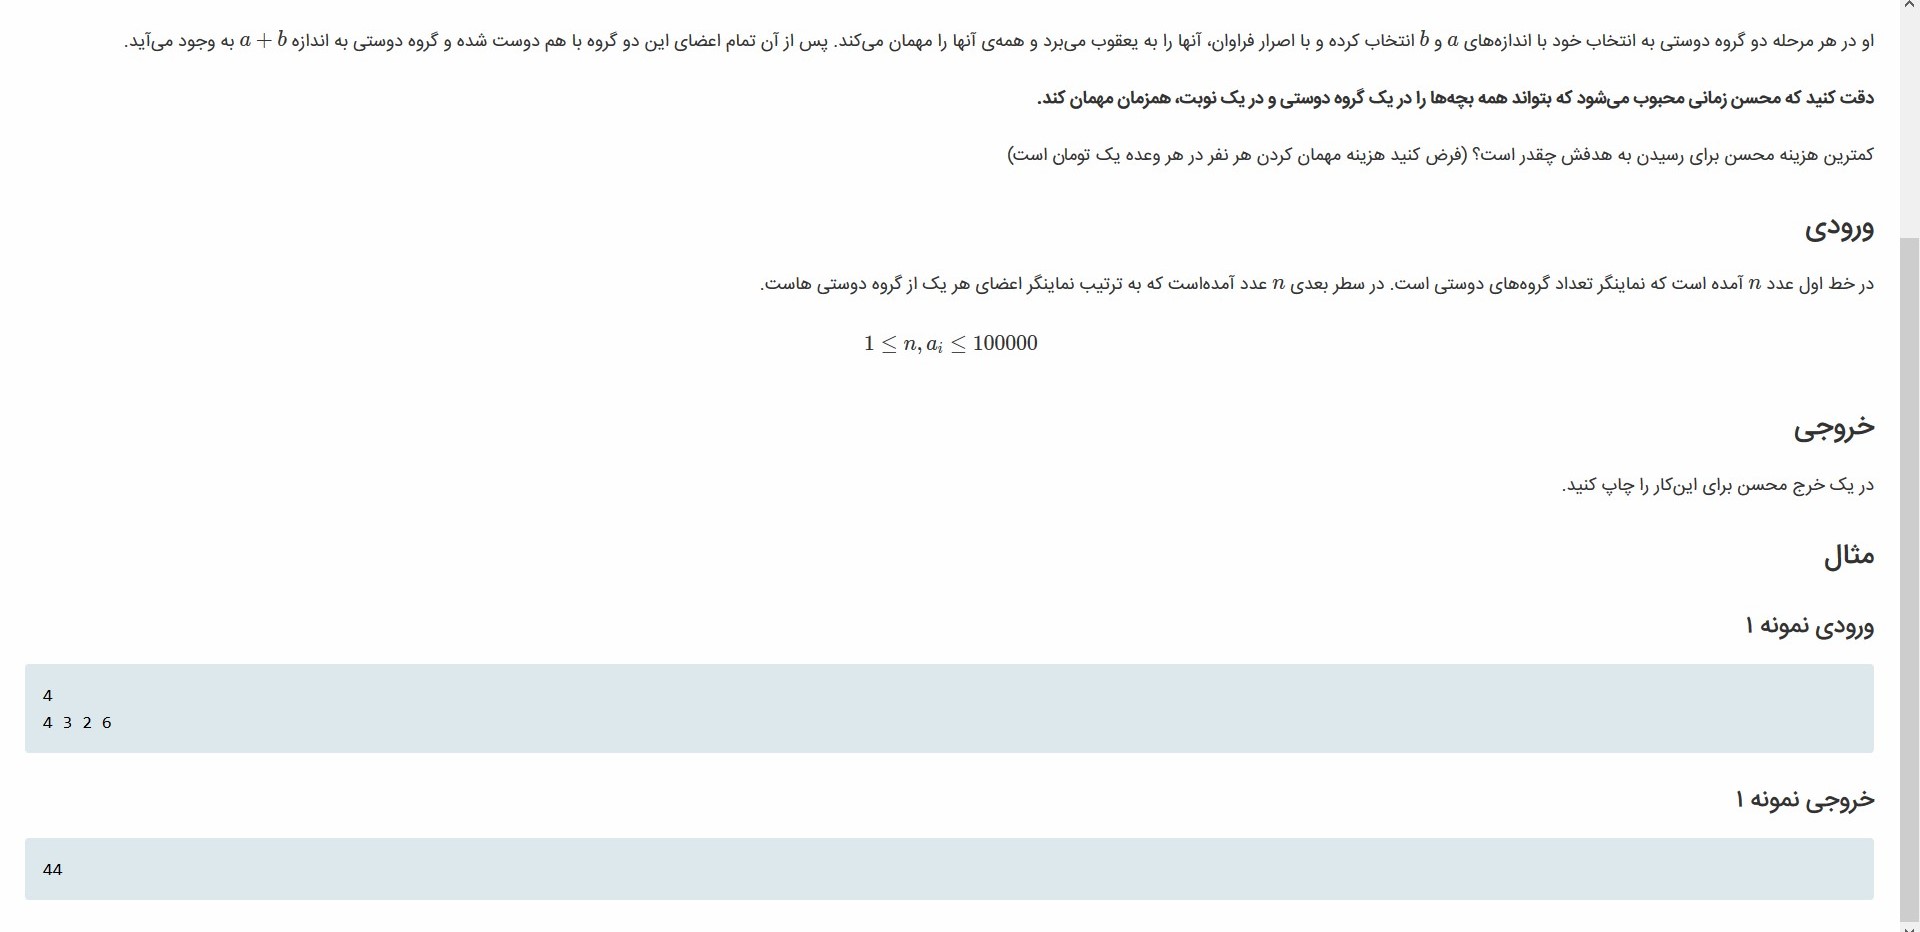 او در هر مرحله دو گروه دوستی به انتخاب خود با اندازه‌های a و b انتخاب کرده و با اصرار فراوان، آنها را به یعقوب می‌برد و همه‌ی آنها را مهمان می‌کند. پس از آن تمام اعضای این دو گروه با هم دوست شده و گروه دوستی به اندازه a + b به وجود می‌آید.
دقت کنید که محسن زمانی محبوب می‌شود که بتواند همه بچه‌ها را در یک گروه دوستی و در یک نوبت، همزمان مهمان کند.
کمترین هزینه محسن برای رسیدن به هدفش چقدر است؟ (فرض کنید هزینه مهمان کردن هر نفر در هر وعده یک تومان است)
ورودی
در خط اول عدد n آمده است که نماینگر تعداد گروه‌های دوستی است. در سطر بعدی n عدد آمده‌است که به ترتیب نماینگر اعضای هر یک از گروه دوستی هاست.
1 ≤ n, aᵢ ≤ 100000
خروجی
در یک خرج محسن برای این‌کار را چاپ کنید.
مثال
ورودی نمونه ۱
4
4 3 2 6
خروجی نمونه ۱
44